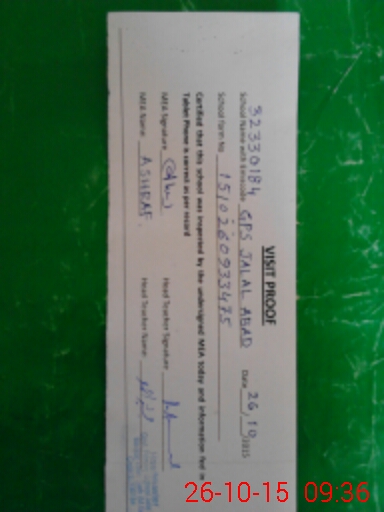 VISIT PROOF
32330184
School Name with Emiscode GPS JALAL ABAD Date 26/10/2015
School Form No 15102609 33475
Certified that this school was inspected by the undersigned MEA today and information fed in
Tablet Phone is correct as per record
MEA Signature Head Teacher Signature
MEA Name: ASHRAF. Head Teacher Name:
26-10-15 09:36